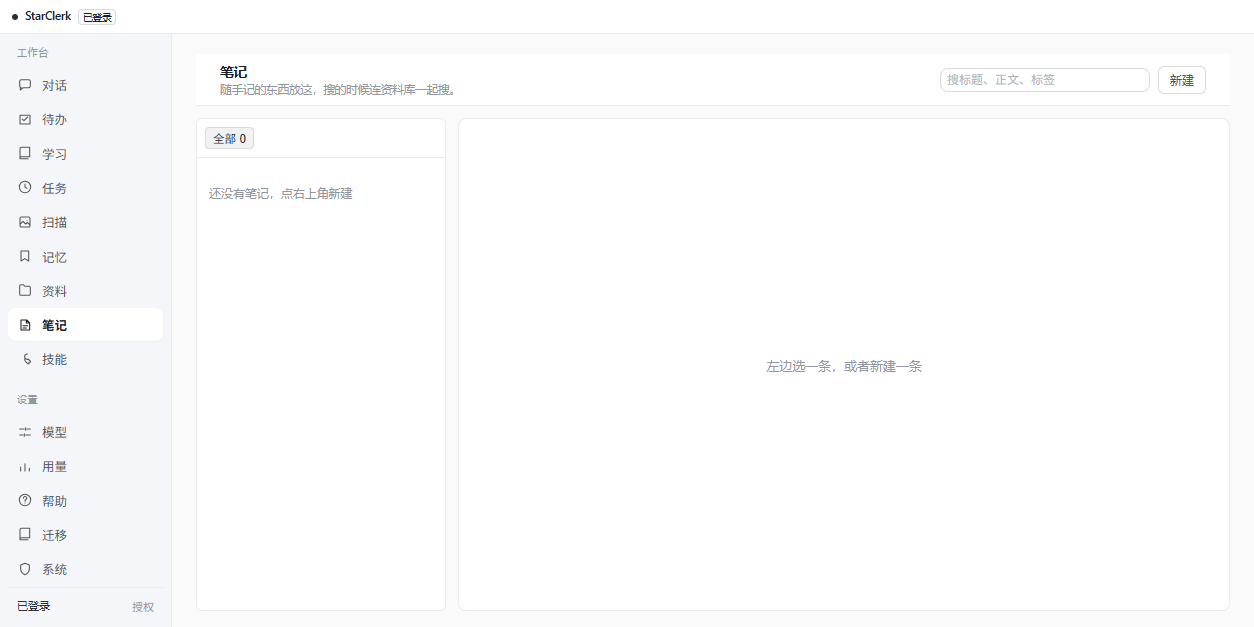 StarClerk 已登录
工作台
对话
待办
学习
任务
扫描
记忆
资料
笔记
技能
设置
模型
用量
帮助
迁移
系统
已登录 授权
笔记
随手记的东西放这，搜的时候连资料库一起搜。
搜标题、正文、标签
新建
全部 0
还没有笔记，点右上角新建
左边选一条，或者新建一条